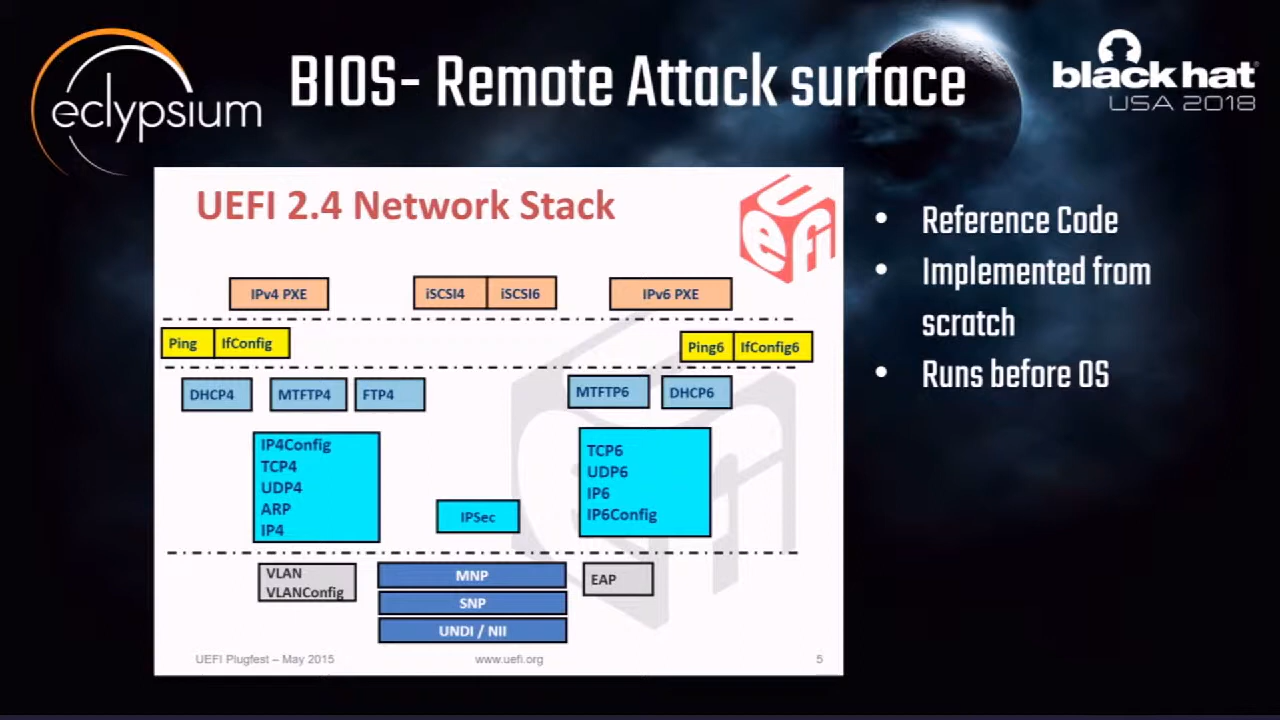 eclypsium
BIOS- Remote Attack surface
black hat
USA 2018
UEFI 2.4 Network Stack
UEFI
IPv4 PXE
iSCSI4
iSCSI6
IPv6 PXE
Ping
IfConfig
Ping6
IfConfig6
DHCP4
MTFTP4
FTP4
MTFTP6
DHCP6
IP4Config
TCP4
UDP4
ARP
IP4
IPSec
TCP6
UDP6
IP6
IP6Config
VLAN
VLANConfig
MNP
SNP
UNDI / NII
EAP
UEFI Plugfest – May 2015
www.uefi.org
5
• Reference Code
• Implemented from
scratch
• Runs before OS